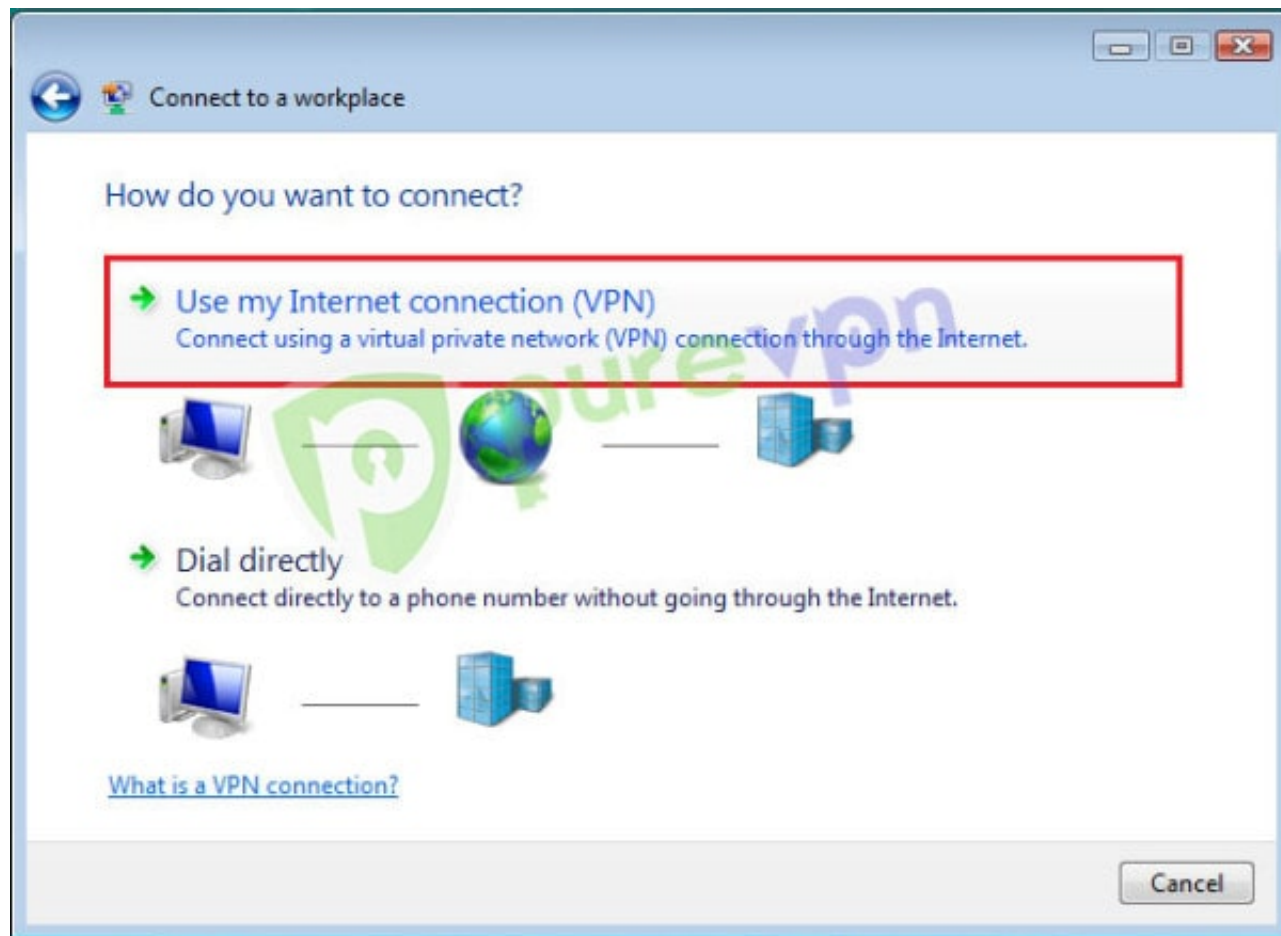 Connect to a workplace
How do you want to connect?
Use my Internet connection (VPN)
Connect using a virtual private network (VPN) connection through the Internet.
purevpn
Dial directly
Connect directly to a phone number without going through the Internet.
What is a VPN connection?
Cancel